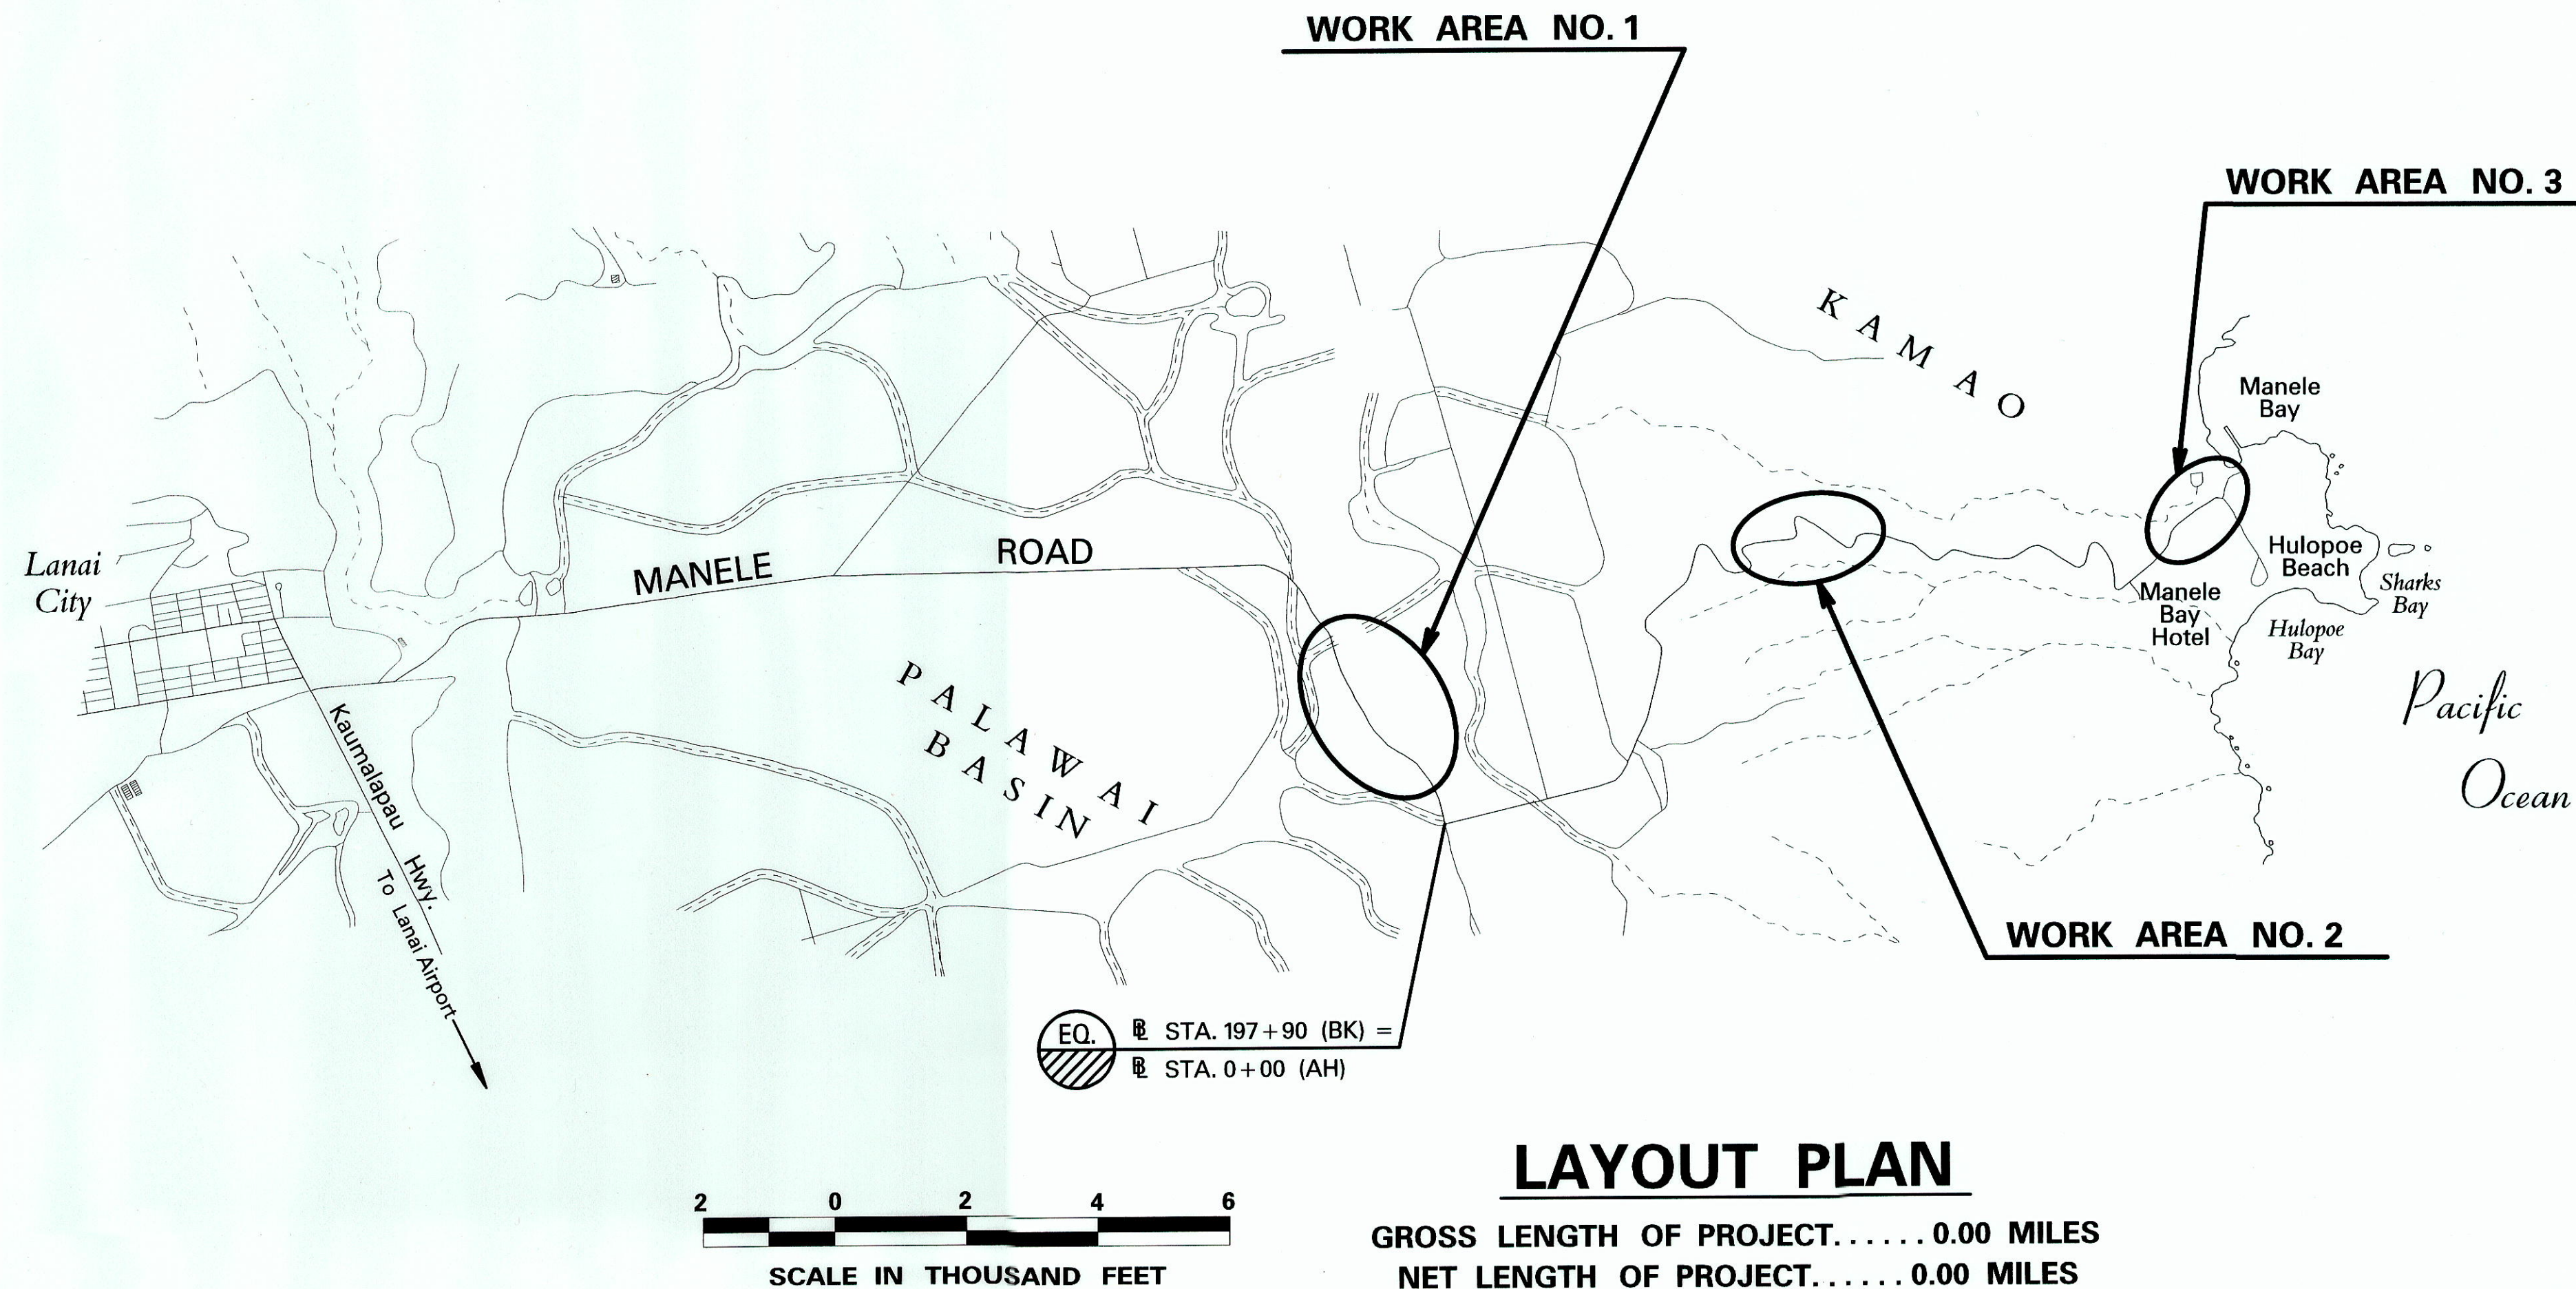 WORK AREA NO. 1
WORK AREA NO. 3
KAMAO
Manele
Bay
Lanai
City
MANELE ROAD
Hulopoe
Beach
Sharks
Bay
Manele
Bay
Hotel
Hulopoe
Bay
PALAWAI
BASIN
Pacific
Ocean
Kaumalapau Hwy.
To Lanai Airport
WORK AREA NO. 2
EQ.
BL STA. 197+90 (BK) =
BL STA. 0+00 (AH)
LAYOUT PLAN
2 0 2 4 6
SCALE IN THOUSAND FEET
GROSS LENGTH OF PROJECT...... 0.00 MILES
NET LENGTH OF PROJECT...... 0.00 MILES